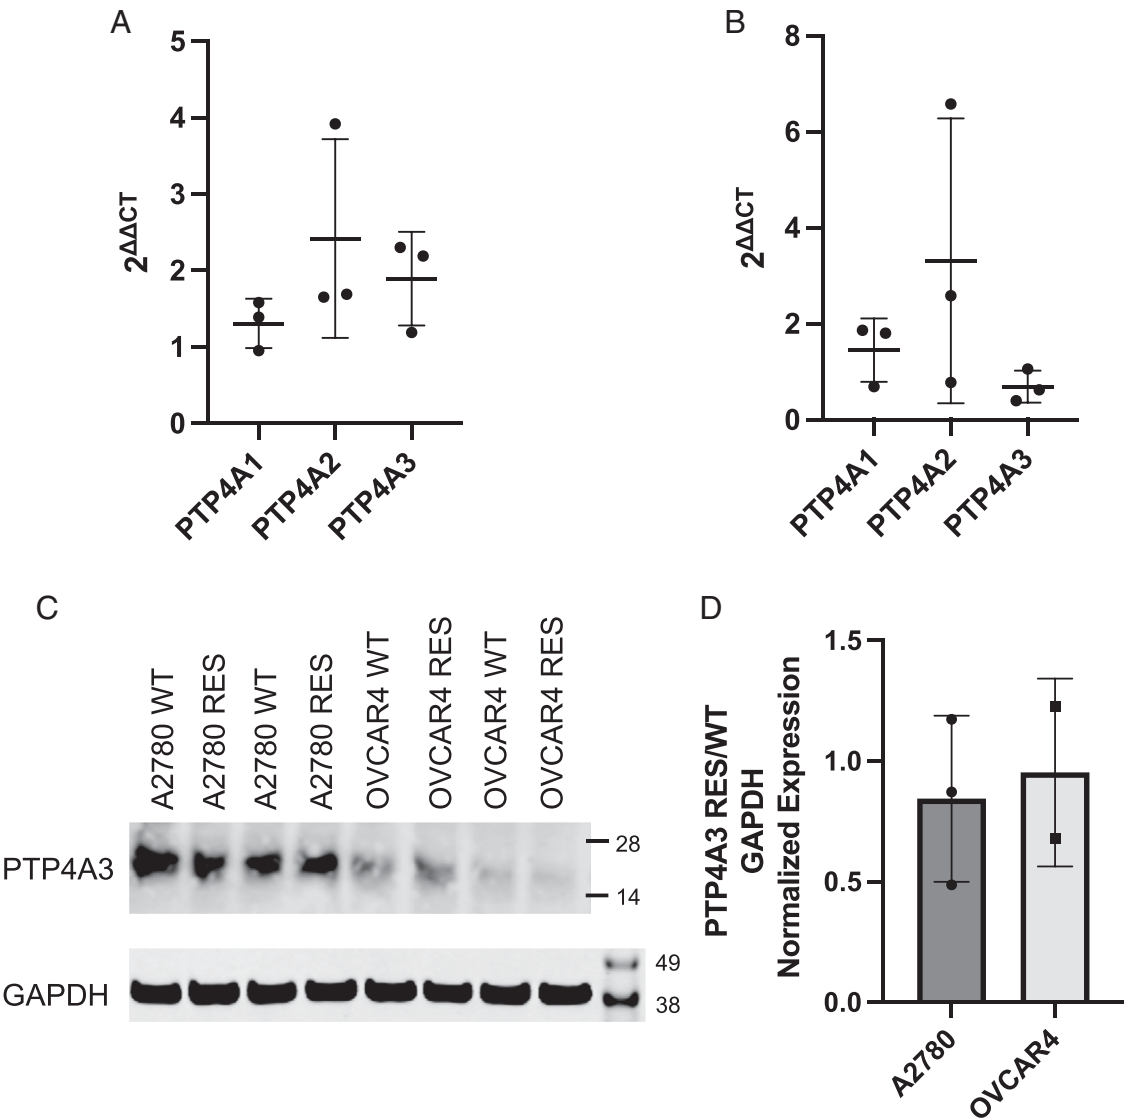 A
5
4
3
2
1
0
2ΔΔCT
PTP4A1
PTP4A2
PTP4A3
B
8
6
4
2
0
2ΔΔCT
PTP4A1
PTP4A2
PTP4A3
C
A2780 WT
A2780 RES
A2780 WT
A2780 RES
OVCAR4 WT
OVCAR4 RES
OVCAR4 WT
OVCAR4 RES
PTP4A3
28
14
GAPDH
49
38
D
PTP4A3 RES/WT
GAPDH
Normalized Expression
1.5
1.0
0.5
0.0
A2780
OVCAR4